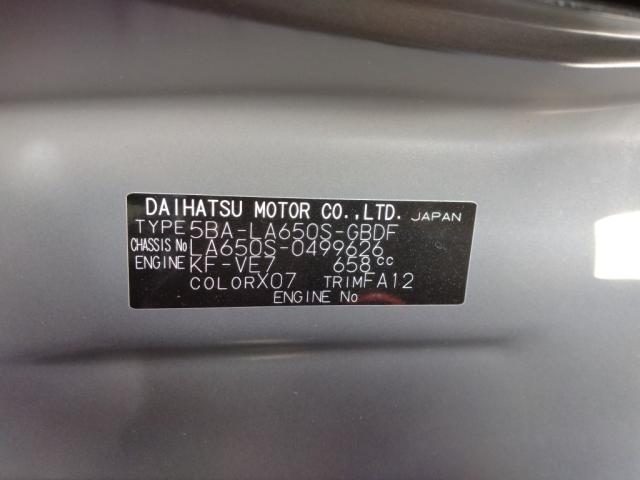 DAIHATSU MOTOR CO.,LTD. JAPAN
TYPE 5BA-LA650S-GBDF
CHASSIS No LA650S-0499626
ENGINE KF-VE7 658cc
COLOR X07 TRIM FA12
ENGINE No